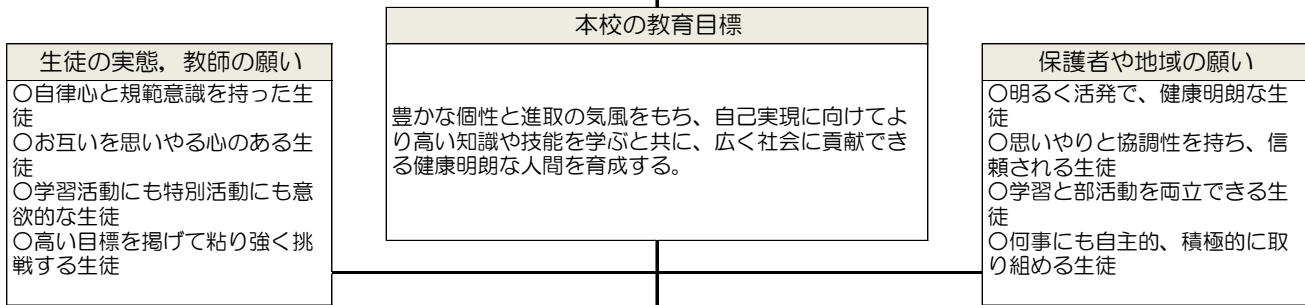 本校の教育目標
豊かな個性と進取の気風をもち、自己実現に向けてよ
り高い知識や技能を学ぶと共に、広く社会に貢献でき
る健康明朗な人間を育成する。
生徒の実態，教師の願い
〇自律心と規範意識を持った生
徒
〇お互いを思いやる心のある生
徒
〇学習活動にも特別活動にも意
欲的な生徒
〇高い目標を掲げて粘り強く挑
戦する生徒
保護者や地域の願い
〇明るく活発で、健康明朗な生
徒
〇思いやりと協調性を持ち、信
頼される生徒
〇学習と部活動を両立できる生
徒
〇何事にも自主的、積極的に取
り組める生徒